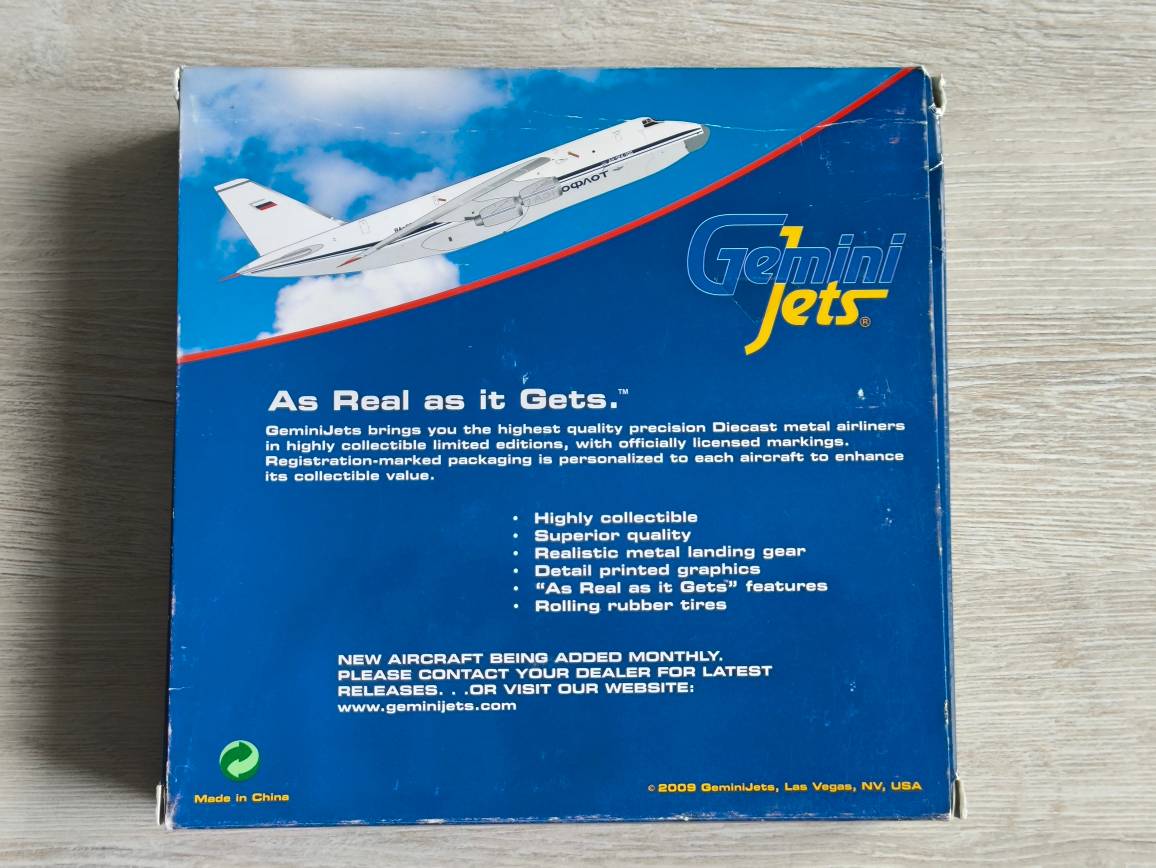 Gemini
Jets®
As Real as it Gets.™
GeminiJets brings you the highest quality precision Diecast metal airliners
in highly collectible limited editions, with officially licensed markings.
Registration-marked packaging is personalized to each aircraft to enhance
its collectible value.
• Highly collectible
• Superior quality
• Realistic metal landing gear
• Detail printed graphics
• “As Real as it Gets” features
• Rolling rubber tires
NEW AIRCRAFT BEING ADDED MONTHLY.
PLEASE CONTACT YOUR DEALER FOR LATEST
RELEASES. . .OR VISIT OUR WEBSITE:
www.geminijets.com
Made in China
© 2009 GeminiJets, Las Vegas, NV, USA